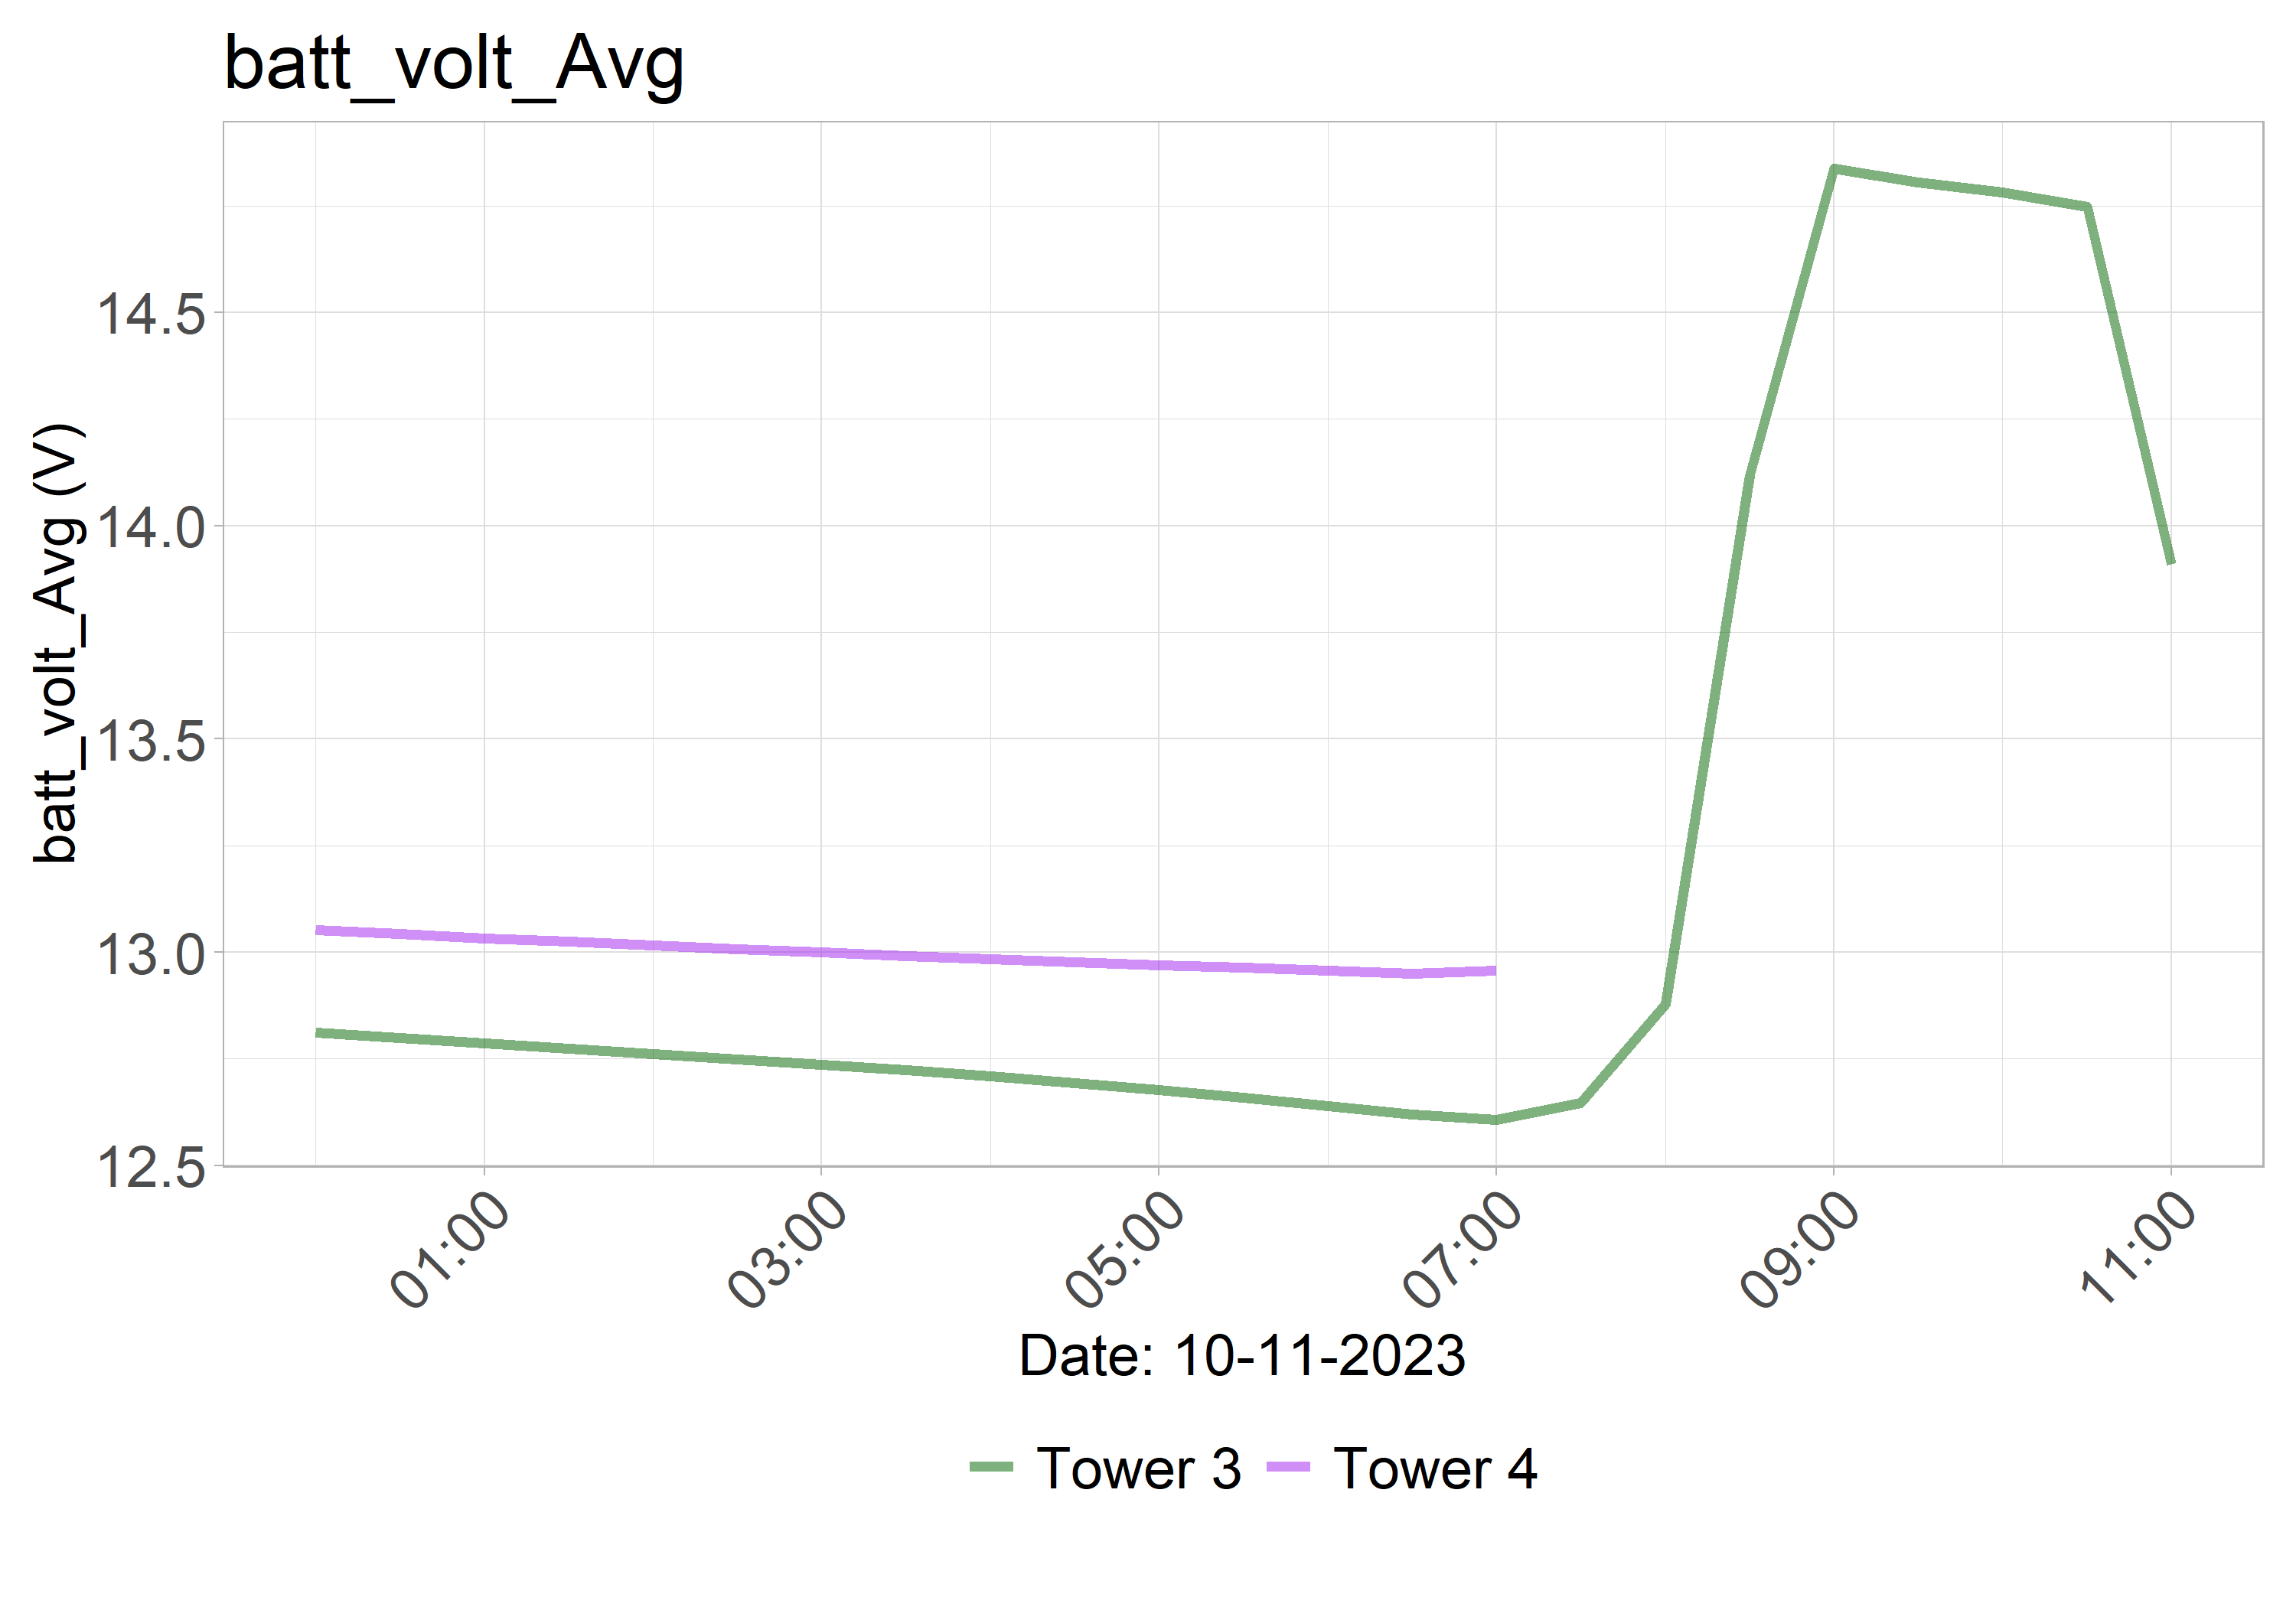 batt_volt_Avg
batt_volt_Avg (V)
14.5
14.0
13.5
13.0
12.5
01:00 03:00 05:00 07:00 09:00 11:00
Date: 10-11-2023
Tower 3 Tower 4